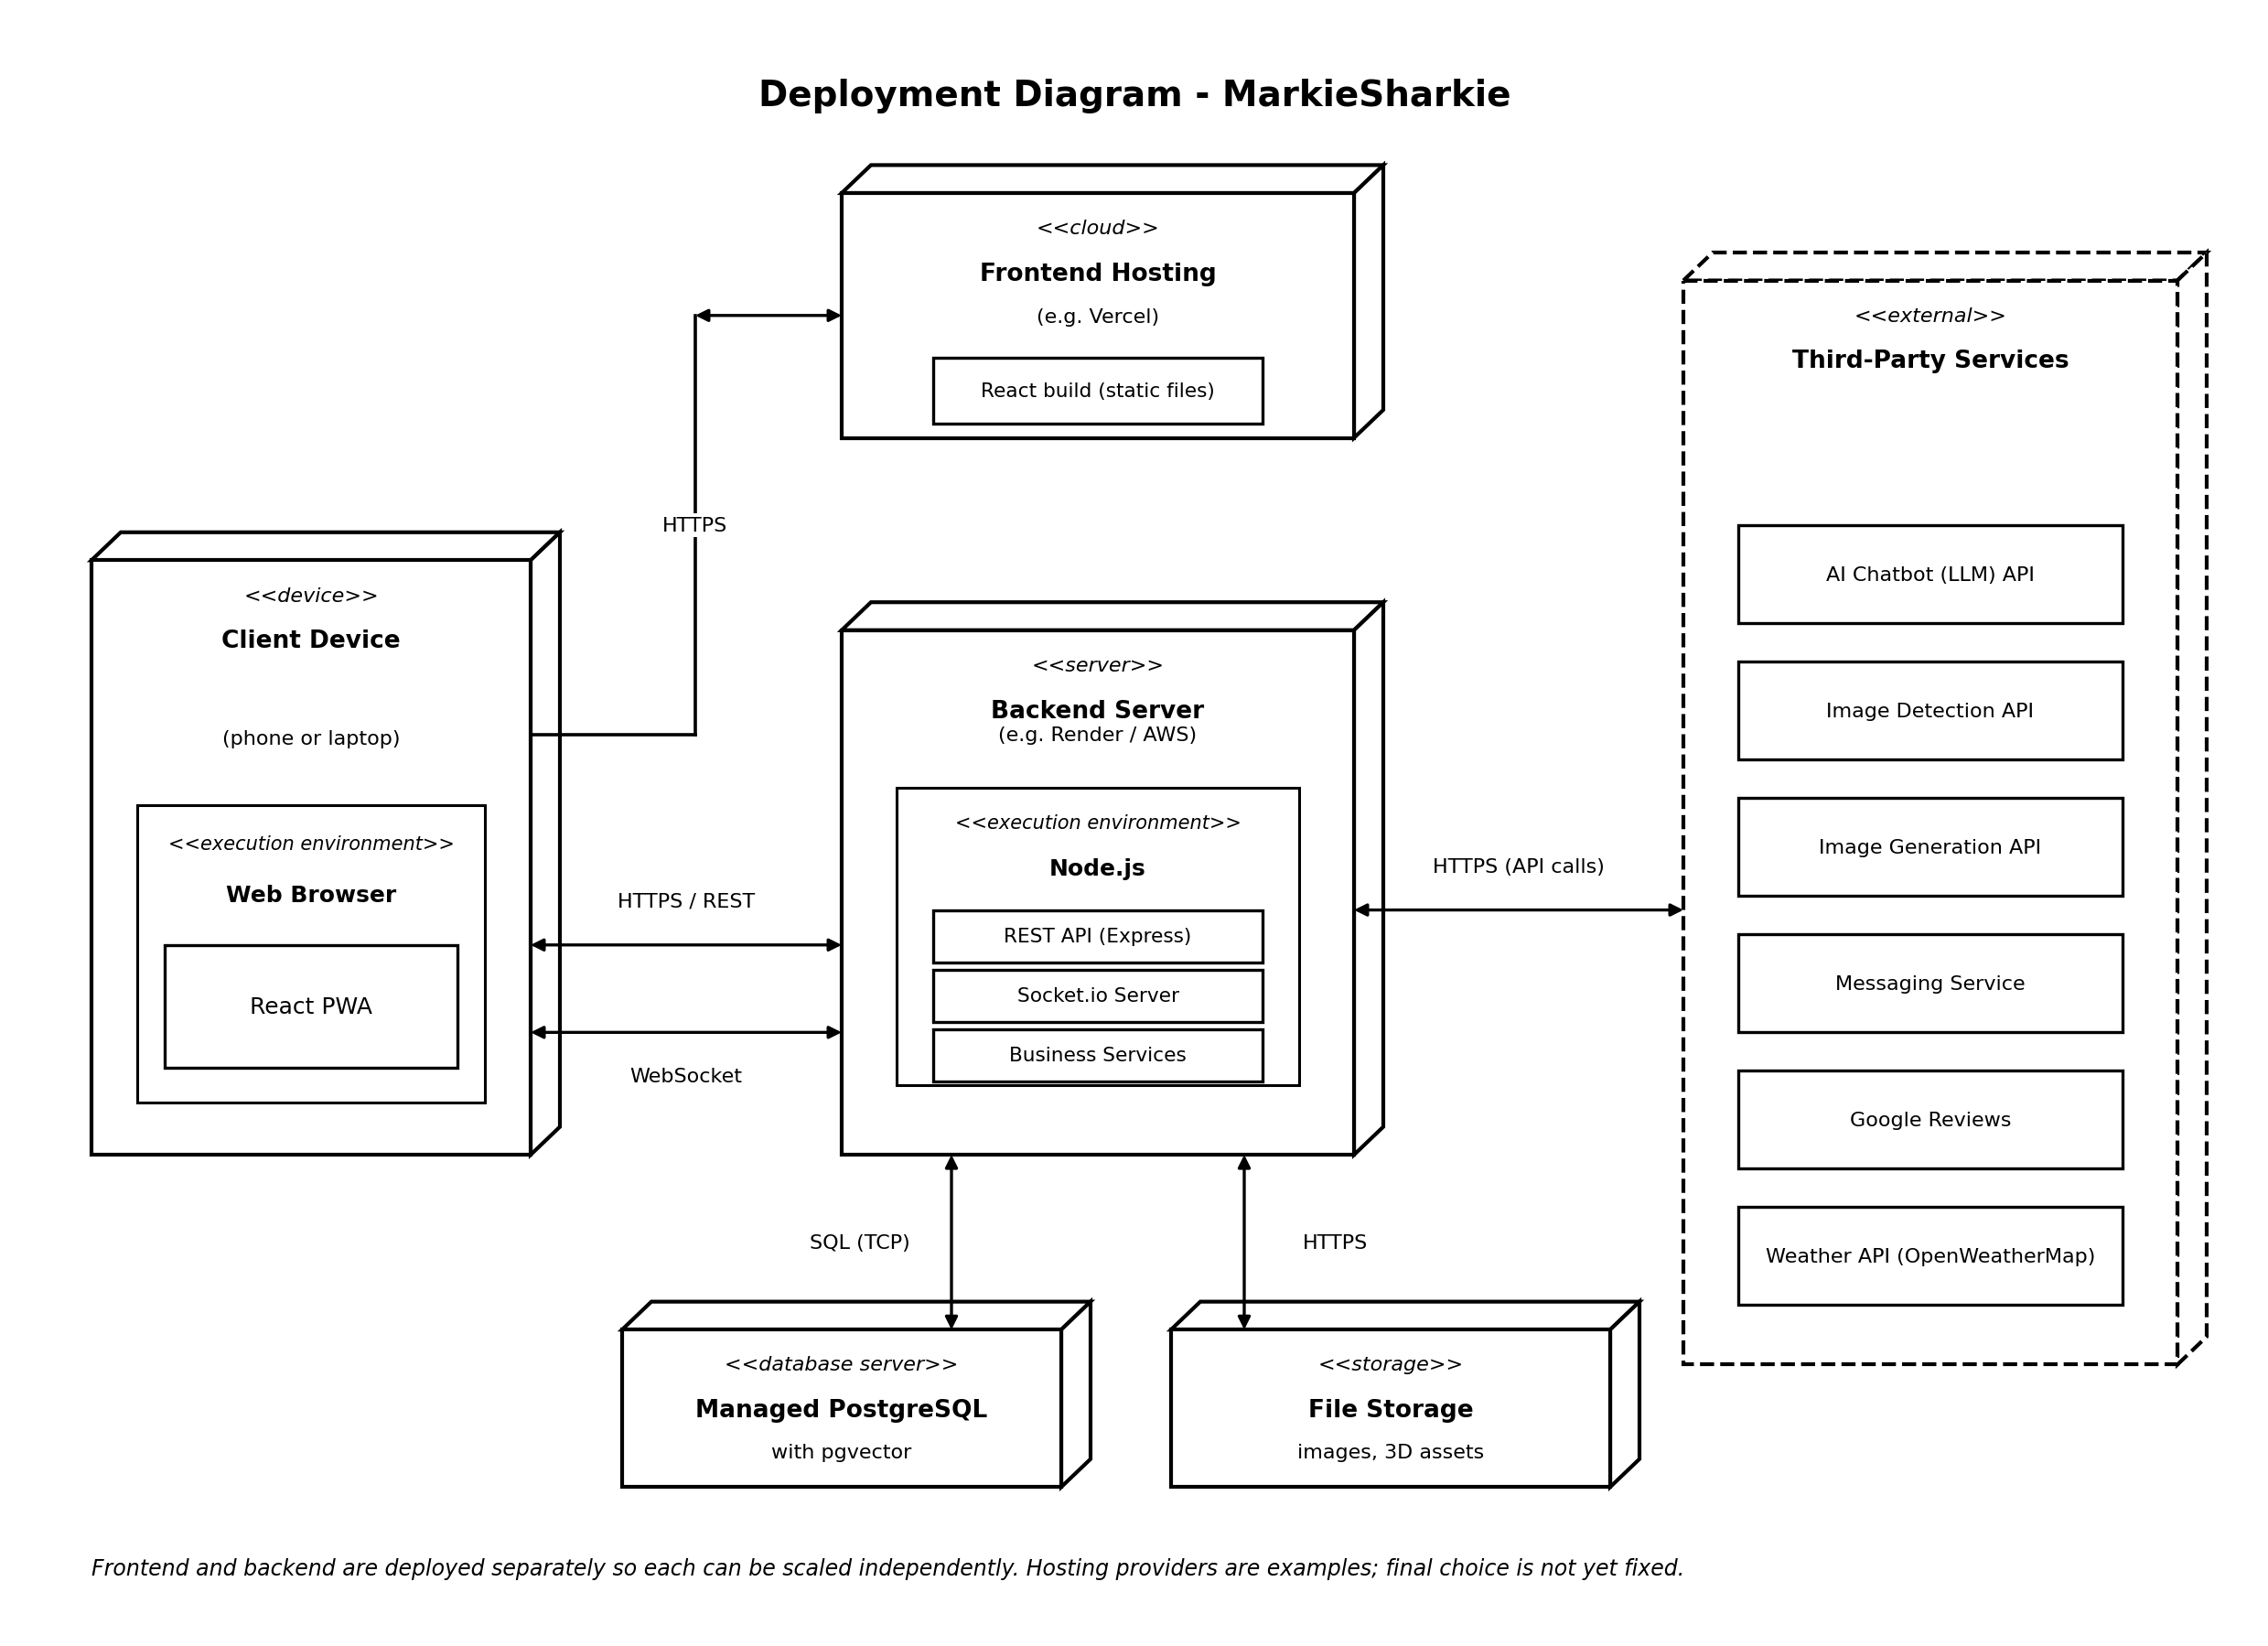 Deployment Diagram - MarkieSharkie
<<cloud>>
Frontend Hosting
(e.g. Vercel)
React build (static files)
HTTPS
<<device>>
Client Device
(phone or laptop)
<<execution environment>>
Web Browser
React PWA
HTTPS / REST
WebSocket
<<server>>
Backend Server
(e.g. Render / AWS)
<<execution environment>>
Node.js
REST API (Express)
Socket.io Server
Business Services
HTTPS (API calls)
<<external>>
Third-Party Services
AI Chatbot (LLM) API
Image Detection API
Image Generation API
Messaging Service
Google Reviews
Weather API (OpenWeatherMap)
SQL (TCP)
HTTPS
<<database server>>
Managed PostgreSQL
with pgvector
<<storage>>
File Storage
images, 3D assets
Frontend and backend are deployed separately so each can be scaled independently. Hosting providers are examples; final choice is not yet fixed.